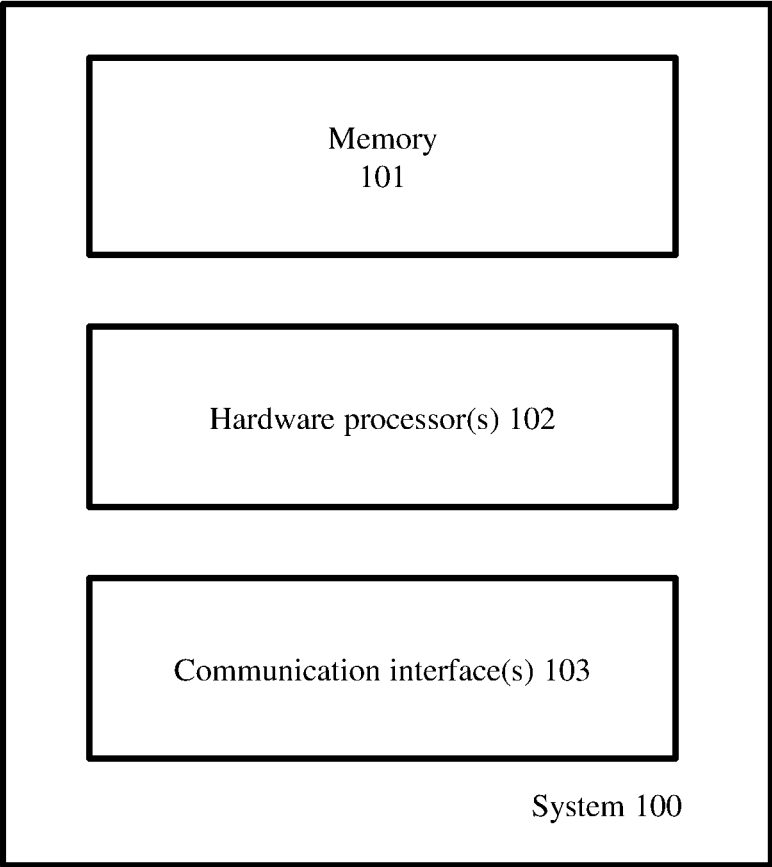 Memory
101
Hardware processor(s) 102
Communication interface(s) 103
System 100